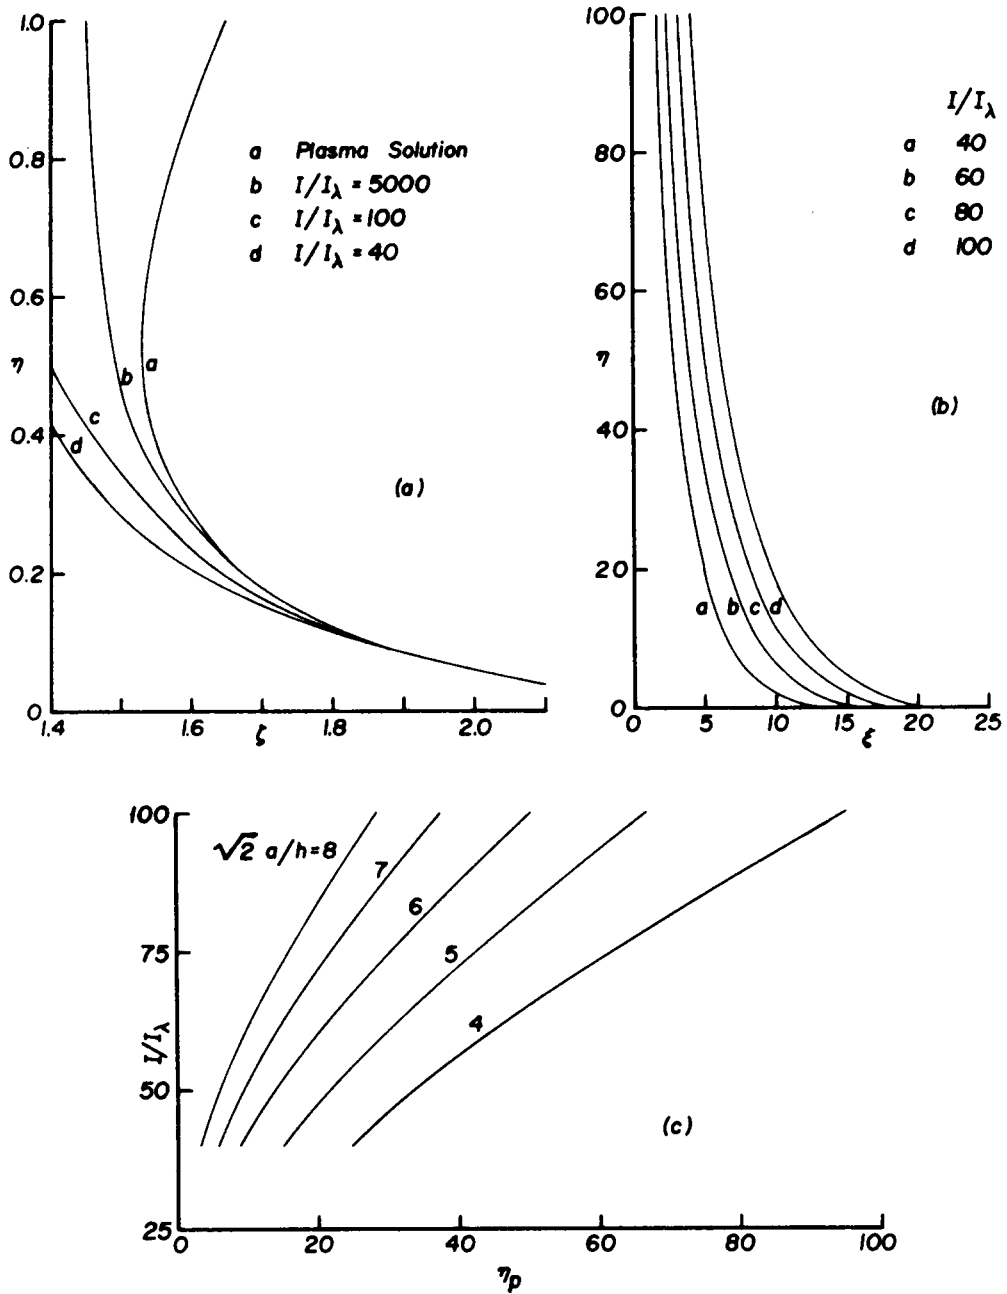 1.0
0.8
0.6
η
0.4
0.2
0
1.4
1.6
1.8
2.0
ζ
a Plasma Solution
b I/I_λ = 5000
c I/I_λ = 100
d I/I_λ = 40
b
a
c
d
(a)
100
80
60
η
40
20
0
0
5
10
15
20
25
ξ
I/I_λ
a 40
b 60
c 80
d 100
a b c d
(b)
100
75
I/I_λ
50
25
0
20
40
60
80
100
η_p
√2 a/h=8
7
6
5
4
(c)